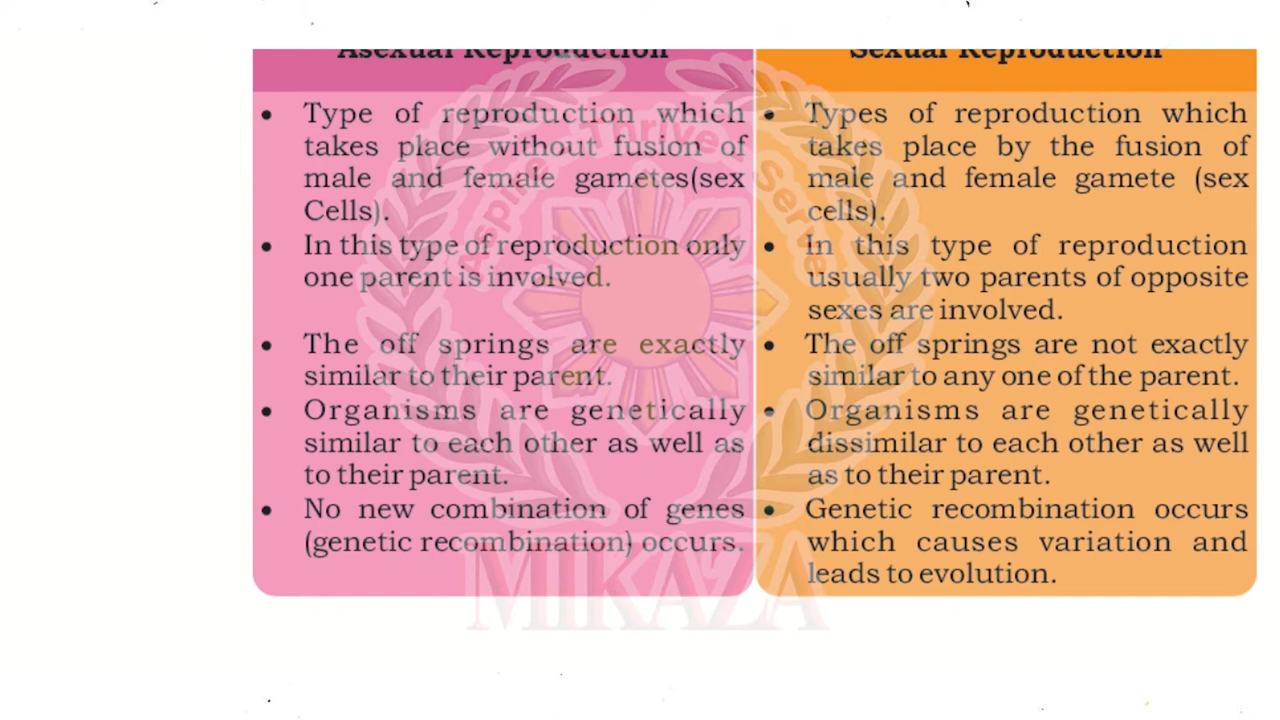 Asexual Reproduction
Type of reproduction which
takes place without fusion of
male and female gametes(sex
Cells).
In this type of reproduction only
one parent is involved.
The off springs are exactly
similar to their parent.
Organisms are genetically
similar to each other as well as
to their parent.
No new combination of genes
(genetic recombination) occurs.
Sexual Reproduction
Types of reproduction which
takes place by the fusion of
male and female gamete (sex
cells).
In this type of reproduction
usually two parents of opposite
sexes are involved.
The off springs are not exactly
similar to any one of the parent.
Organisms are genetically
dissimilar to each other as well
as to their parent.
Genetic recombination occurs
which causes variation and
leads to evolution.
Aspire Thrive Serve
MIKAZA